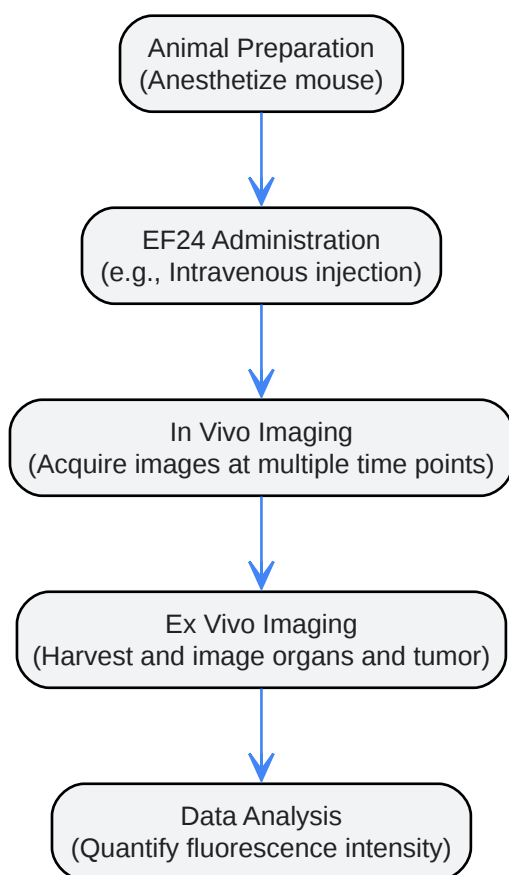 Animal Preparation
(Anesthetize mouse)
EF24 Administration
(e.g., Intravenous injection)
In Vivo Imaging
(Acquire images at multiple time points)
Ex Vivo Imaging
(Harvest and image organs and tumor)
Data Analysis
(Quantify fluorescence intensity)